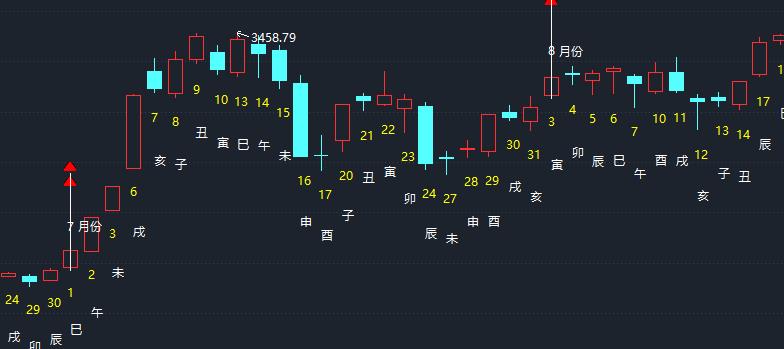 24
戌
29
卯
30
辰
7 月份
1
巳
2
午
3
未
6
戌
7
亥
8
子
9
丑
10
寅
3458.79
13
巳
14
午
15
未
16
申
17
酉
20
子
21
丑
22
寅
23
卯
24
辰
27
未
28
申
29
酉
30
戌
31
亥
8 月份
3
寅
4
卯
5
辰
6
巳
7
午
10
酉
11
戌
12
亥
13
子
14
丑
17